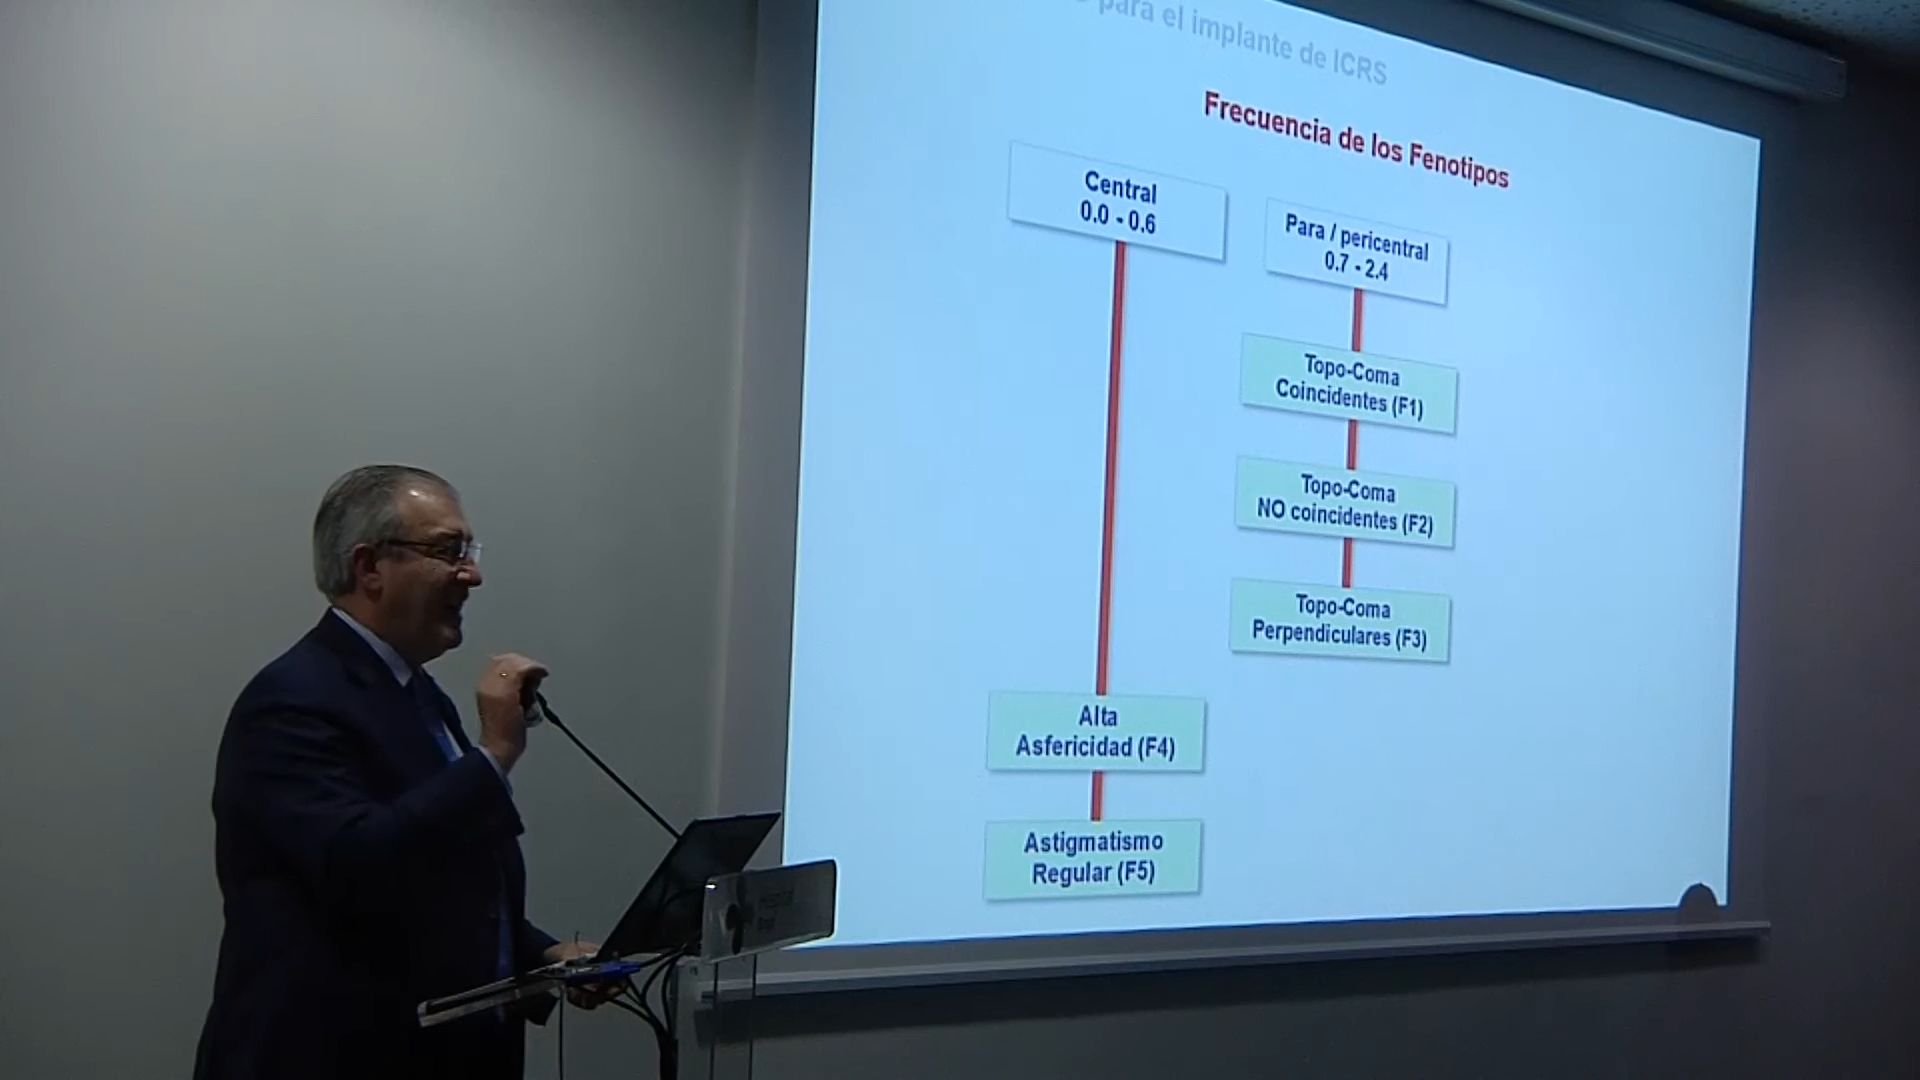 para el implante de ICRS
Frecuencia de los Fenotipos
Central
0.0 - 0.6
Para / pericentral
0.7 - 2.4
Topo-Coma
Coincidentes (F1)
Topo-Coma
NO coincidentes (F2)
Topo-Coma
Perpendiculares (F3)
Alta
Asfericidad (F4)
Astigmatismo
Regular (F5)
Hospital